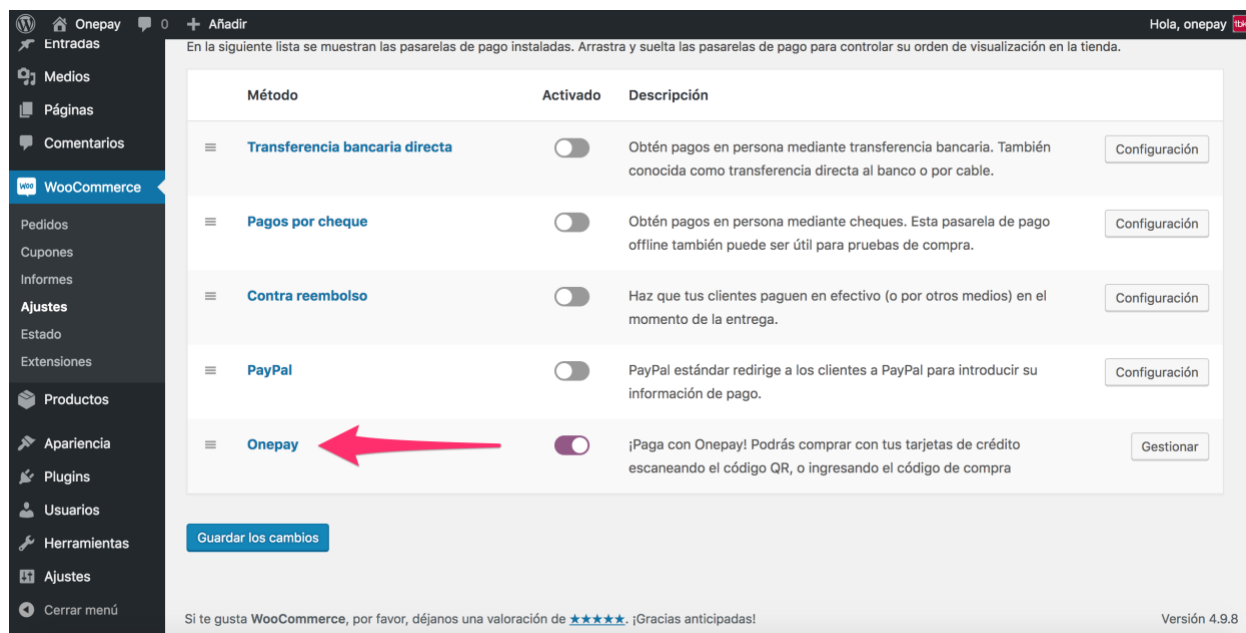 Onepay 0 + Añadir Hola, onepay tbk
Entradas
En la siguiente lista se muestran las pasarelas de pago instaladas. Arrastra y suelta las pasarelas de pago para controlar su orden de visualización en la tienda.
Medios
Páginas
Comentarios
Woo WooCommerce
Pedidos
Cupones
Informes
Ajustes
Estado
Extensiones
Productos
Apariencia
Plugins
Usuarios
Herramientas
Ajustes
Cerrar menú
Método Activado Descripción
Transferencia bancaria directa Obtén pagos en persona mediante transferencia bancaria. También Configuración
conocida como transferencia directa al banco o por cable.
Pagos por cheque Obtén pagos en persona mediante cheques. Esta pasarela de pago Configuración
offline también puede ser útil para pruebas de compra.
Contra reembolso Haz que tus clientes paguen en efectivo (o por otros medios) en el Configuración
momento de la entrega.
PayPal PayPal estándar redirige a los clientes a PayPal para introducir su Configuración
información de pago.
Onepay ¡Paga con Onepay! Podrás comprar con tus tarjetas de crédito Gestionar
escaneando el código QR, o ingresando el código de compra
Guardar los cambios
Si te gusta WooCommerce, por favor, déjanos una valoración de ★★★★★. ¡Gracias anticipadas! Versión 4.9.8